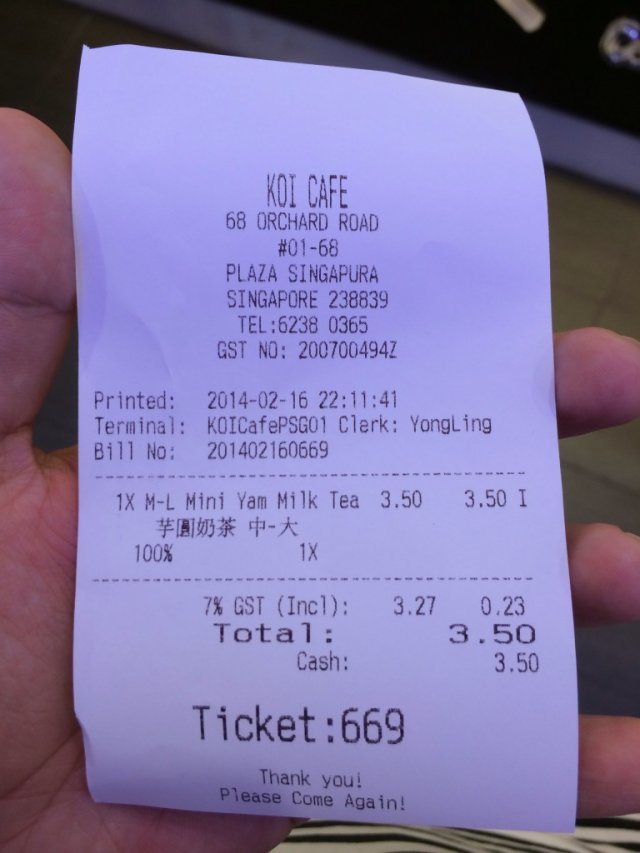 KOI CAFE
68 ORCHARD ROAD
#01-68
PLAZA SINGAPURA
SINGAPORE 238839
TEL:6238 0365
GST NO: 200700494Z
Printed: 2014-02-16 22:11:41
Terminal: KOICafePSG01 Clerk: YongLing
Bill No: 201402160669
1X M-L Mini Yam Milk Tea 3.50 3.50 I
芋圓奶茶 中-大
100% 1X
7% GST (Incl): 3.27 0.23
Total: 3.50
Cash: 3.50
Ticket:669
Thank you!
Please Come Again!